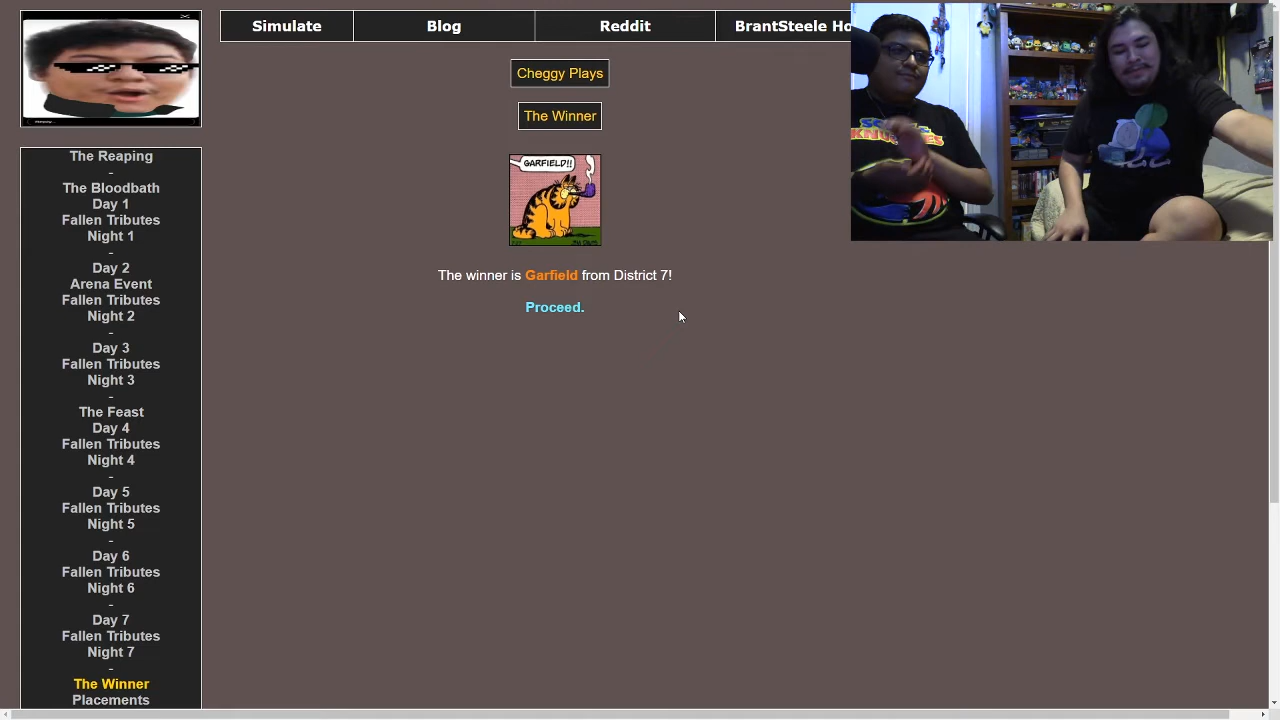 Simulate
Blog
Reddit
BrantSteele Ho
Cheggy Plays
The Winner
GARFIELD!!
The winner is Garfield from District 7!
Proceed.
The Reaping
-
The Bloodbath
Day 1
Fallen Tributes
Night 1
-
Day 2
Arena Event
Fallen Tributes
Night 2
-
Day 3
Fallen Tributes
Night 3
-
The Feast
Day 4
Fallen Tributes
Night 4
-
Day 5
Fallen Tributes
Night 5
-
Day 6
Fallen Tributes
Night 6
-
Day 7
Fallen Tributes
Night 7
-
The Winner
Placements